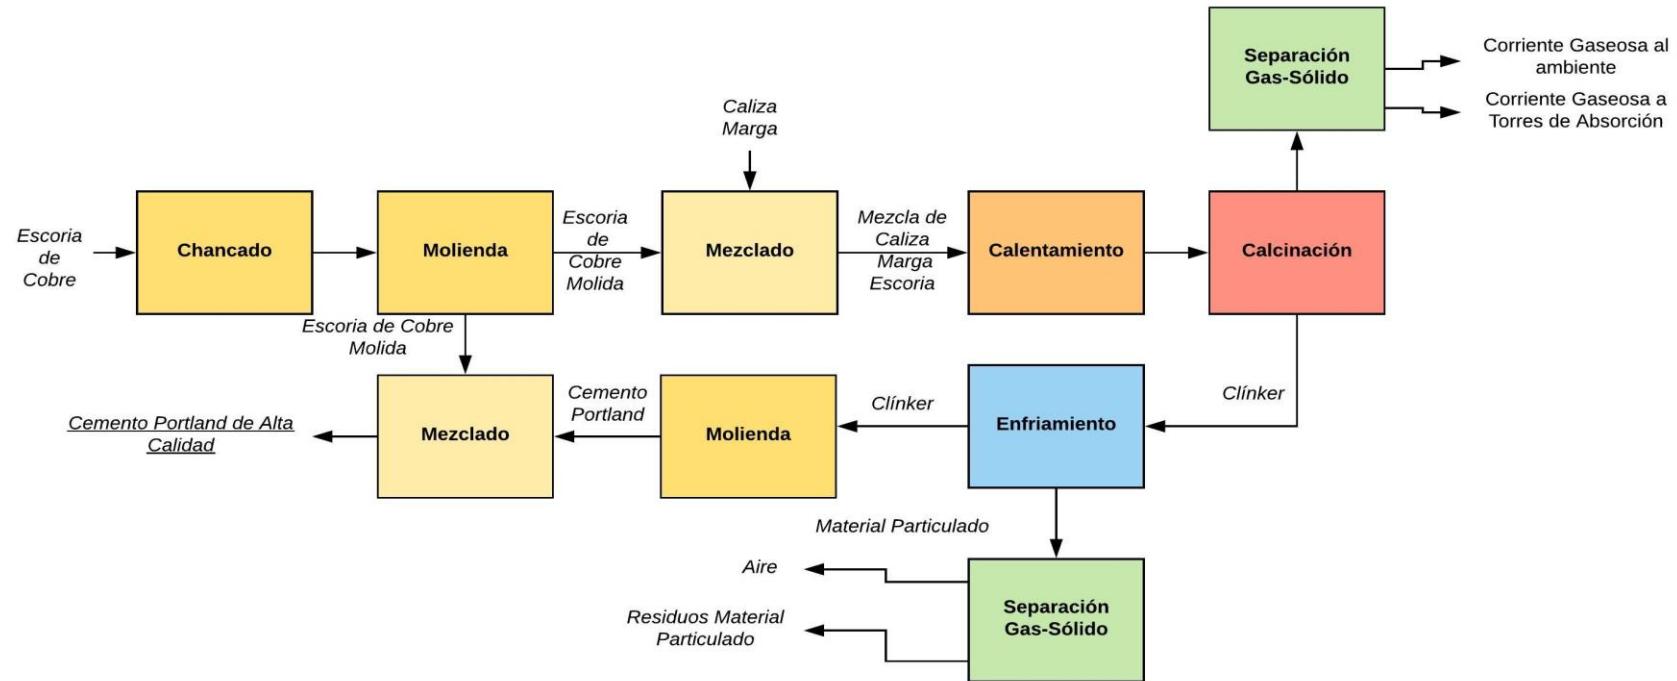 Separación
Gas-Sólido
Corriente Gaseosa al
ambiente
Corriente Gaseosa a
Torres de Absorción
Caliza
Marga
Escoria
de
Cobre
Chancado
Molienda
Escoria
de
Cobre
Molida
Mezclado
Mezcla de
Caliza
Marga
Escoria
Calentamiento
Calcinación
Escoria de Cobre
Molida
Clínker
Cemento Portland de Alta
Calidad
Mezclado
Cemento
Portland
Molienda
Clínker
Enfriamiento
Material Particulado
Aire
Residuos Material
Particulado
Separación
Gas-Sólido